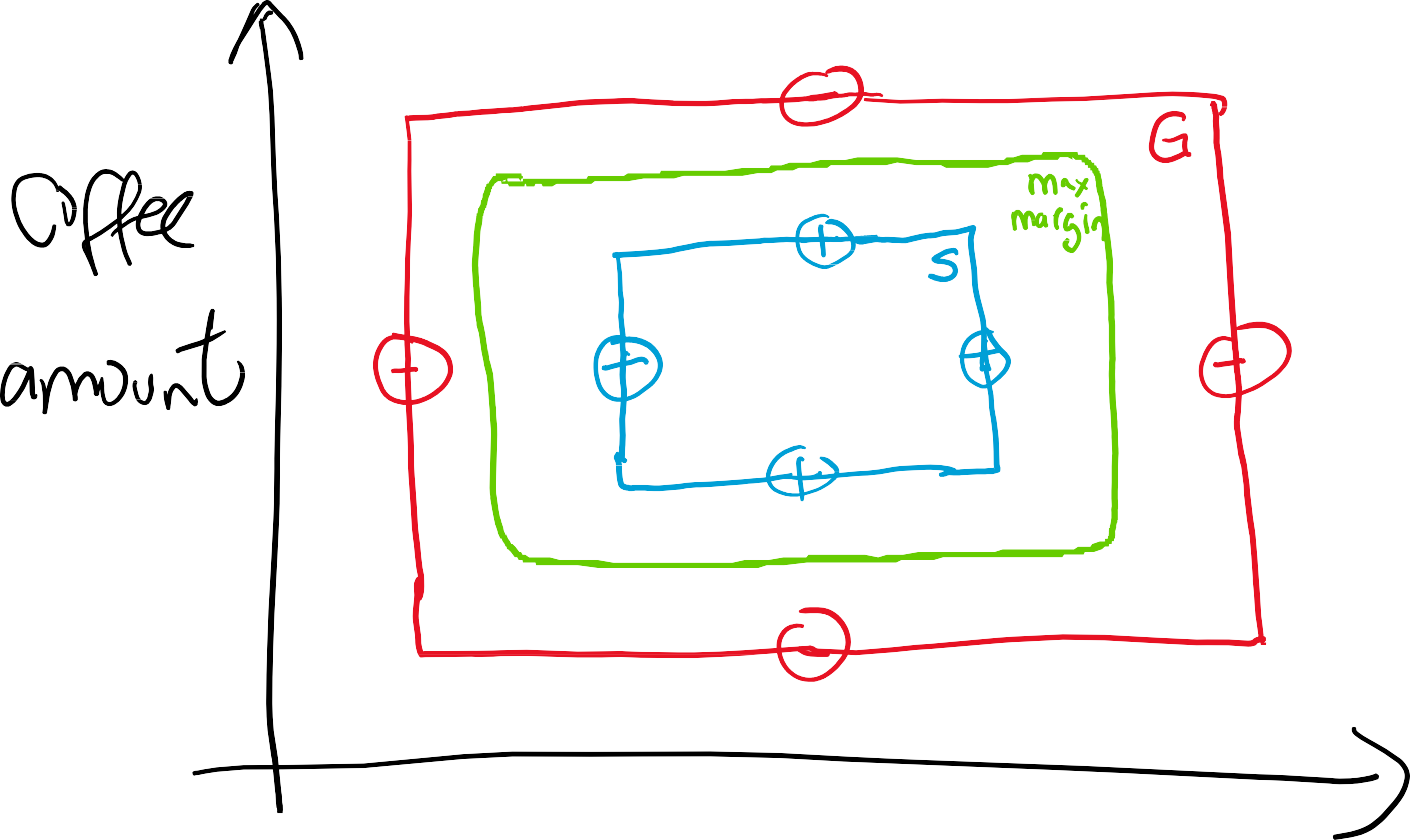 Coffee
amount
G
max
margin
S
+
+
+
+
-
-
-
-